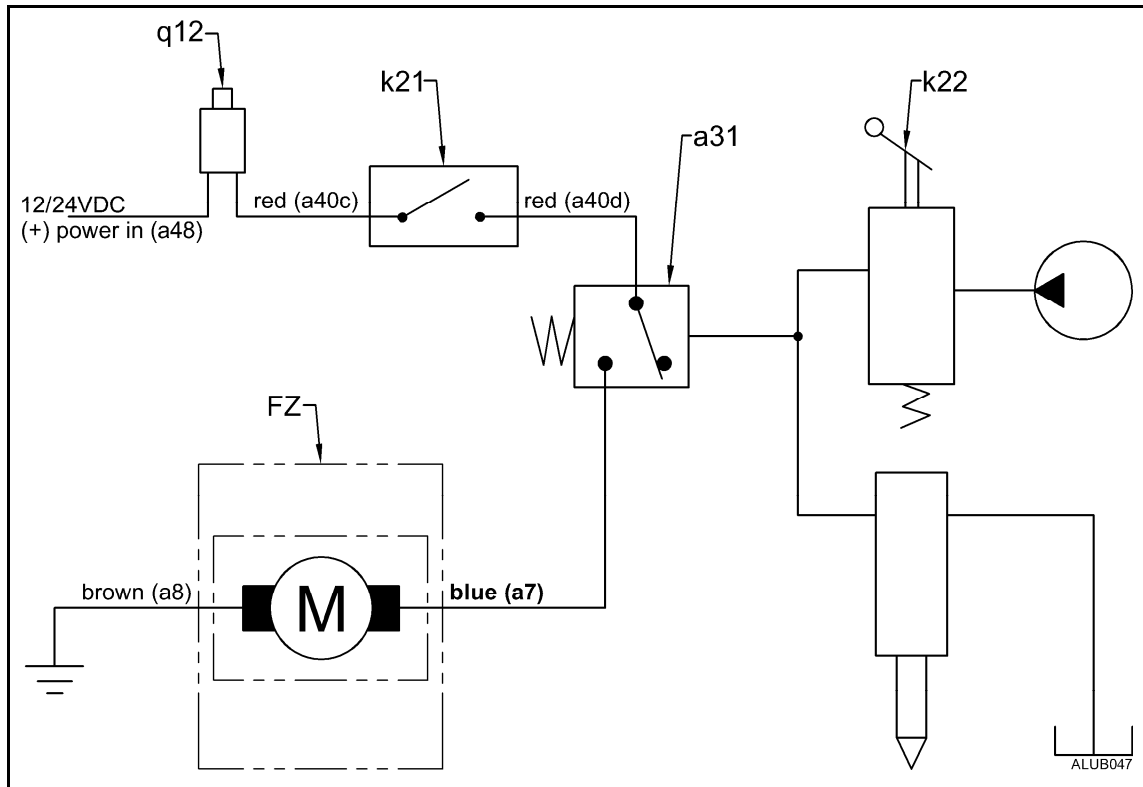 q12
k21
k22
a31
12/24VDC
(+) power in (a48)
red (a40c)
red (a40d)
FZ
brown (a8)
M
blue (a7)
ALUB047